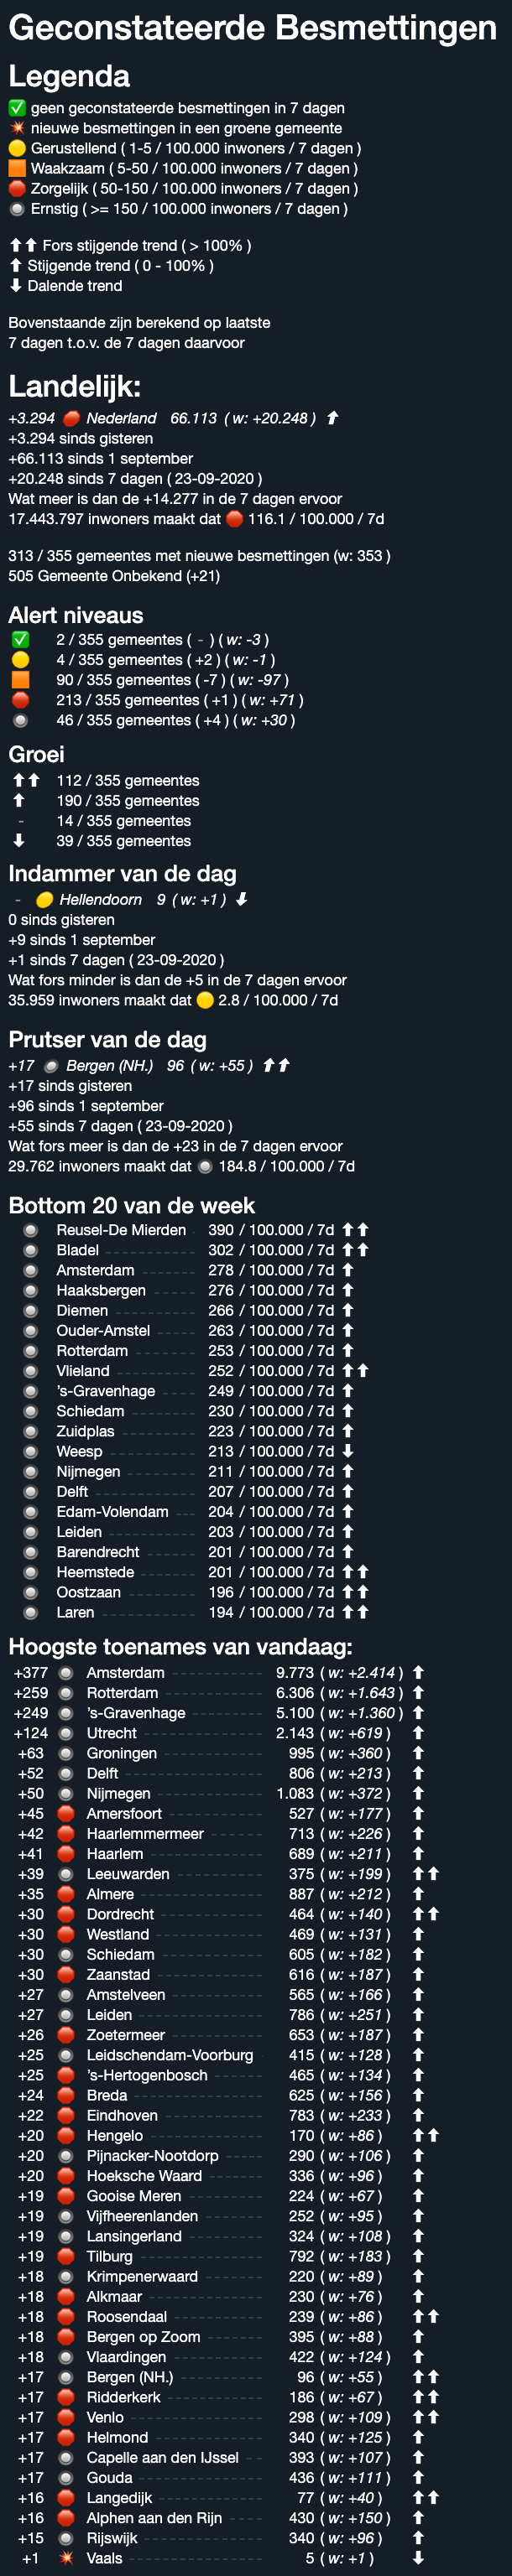 Geconstateerde Besmettingen
Legenda
✅ geen geconstateerde besmettingen in 7 dagen
💥 nieuwe besmettingen in een groene gemeente
🟡 Gerustellend ( 1-5 / 100.000 inwoners / 7 dagen )
🟧 Waakzaam ( 5-50 / 100.000 inwoners / 7 dagen )
🛑 Zorgelijk ( 50-150 / 100.000 inwoners / 7 dagen )
🔘 Ernstig ( >= 150 / 100.000 inwoners / 7 dagen )
⬆⬆ Fors stijgende trend ( > 100% )
⬆ Stijgende trend ( 0 - 100% )
⬇ Dalende trend
Bovenstaande zijn berekend op laatste
7 dagen t.o.v. de 7 dagen daarvoor
Landelijk:
+3.294 🛑 Nederland 66.113 ( w: +20.248 ) ⬆
+3.294 sinds gisteren
+66.113 sinds 1 september
+20.248 sinds 7 dagen ( 23-09-2020 )
Wat meer is dan de +14.277 in de 7 dagen ervoor
17.443.797 inwoners maakt dat 🛑 116.1 / 100.000 / 7d
313 / 355 gemeentes met nieuwe besmettingen (w: 353 )
505 Gemeente Onbekend (+21)
Alert niveaus
✅ 2 / 355 gemeentes ( - ) ( w: -3 )
🟡 4 / 355 gemeentes ( +2 ) ( w: -1 )
🟧 90 / 355 gemeentes ( -7 ) ( w: -97 )
🛑 213 / 355 gemeentes ( +1 ) ( w: +71 )
🔘 46 / 355 gemeentes ( +4 ) ( w: +30 )
Groei
⬆⬆ 112 / 355 gemeentes
⬆ 190 / 355 gemeentes
- 14 / 355 gemeentes
⬇ 39 / 355 gemeentes
Indammer van de dag
- 🟡 Hellendoorn 9 ( w: +1 ) ⬇
0 sinds gisteren
+9 sinds 1 september
+1 sinds 7 dagen ( 23-09-2020 )
Wat fors minder is dan de +5 in de 7 dagen ervoor
35.959 inwoners maakt dat 🟡 2.8 / 100.000 / 7d
Prutser van de dag
+17 🔘 Bergen (NH.) 96 ( w: +55 ) ⬆⬆
+17 sinds gisteren
+96 sinds 1 september
+55 sinds 7 dagen ( 23-09-2020 )
Wat fors meer is dan de +23 in de 7 dagen ervoor
29.762 inwoners maakt dat 🔘 184.8 / 100.000 / 7d
Bottom 20 van de week
🔘 Reusel-De Mierden 390 / 100.000 / 7d ⬆⬆
🔘 Bladel 302 / 100.000 / 7d ⬆⬆
🔘 Amsterdam 278 / 100.000 / 7d ⬆
🔘 Haaksbergen 276 / 100.000 / 7d ⬆
🔘 Diemen 266 / 100.000 / 7d ⬆
🔘 Ouder-Amstel 263 / 100.000 / 7d ⬆
🔘 Rotterdam 253 / 100.000 / 7d ⬆
🔘 Vlieland 252 / 100.000 / 7d ⬆⬆
🔘 's-Gravenhage 249 / 100.000 / 7d ⬆
🔘 Schiedam 230 / 100.000 / 7d ⬆
🔘 Zuidplas 223 / 100.000 / 7d ⬆
🔘 Weesp 213 / 100.000 / 7d ⬇
🔘 Nijmegen 211 / 100.000 / 7d ⬆
🔘 Delft 207 / 100.000 / 7d ⬆
🔘 Edam-Volendam 204 / 100.000 / 7d ⬆
🔘 Leiden 203 / 100.000 / 7d ⬆
🔘 Barendrecht 201 / 100.000 / 7d ⬆
🔘 Heemstede 201 / 100.000 / 7d ⬆⬆
🔘 Oostzaan 196 / 100.000 / 7d ⬆⬆
🔘 Laren 194 / 100.000 / 7d ⬆⬆
Hoogste toenames van vandaag:
+377 🔘 Amsterdam 9.773 ( w: +2.414 ) ⬆
+259 🔘 Rotterdam 6.306 ( w: +1.643 ) ⬆
+249 🔘 's-Gravenhage 5.100 ( w: +1.360 ) ⬆
+124 🔘 Utrecht 2.143 ( w: +619 ) ⬆
+63 🔘 Groningen 995 ( w: +360 ) ⬆
+52 🔘 Delft 806 ( w: +213 ) ⬆
+50 🔘 Nijmegen 1.083 ( w: +372 ) ⬆
+45 🛑 Amersfoort 527 ( w: +177 ) ⬆
+42 🛑 Haarlemmermeer 713 ( w: +226 ) ⬆
+41 🛑 Haarlem 689 ( w: +211 ) ⬆
+39 🔘 Leeuwarden 375 ( w: +199 ) ⬆⬆
+35 🛑 Almere 887 ( w: +212 ) ⬆
+30 🛑 Dordrecht 464 ( w: +140 ) ⬆⬆
+30 🛑 Westland 469 ( w: +131 ) ⬆
+30 🔘 Schiedam 605 ( w: +182 ) ⬆
+30 🛑 Zaanstad 616 ( w: +187 ) ⬆
+27 🔘 Amstelveen 565 ( w: +166 ) ⬆
+27 🔘 Leiden 786 ( w: +251 ) ⬆
+26 🛑 Zoetermeer 653 ( w: +187 ) ⬆
+25 🔘 Leidschendam-Voorburg 415 ( w: +128 ) ⬆
+25 🛑 's-Hertogenbosch 465 ( w: +134 ) ⬆
+24 🛑 Breda 625 ( w: +156 ) ⬆
+22 🛑 Eindhoven 783 ( w: +233 ) ⬆
+20 🛑 Hengelo 170 ( w: +86 ) ⬆⬆
+20 🔘 Pijnacker-Nootdorp 290 ( w: +106 ) ⬆
+20 🛑 Hoeksche Waard 336 ( w: +96 ) ⬆
+19 🛑 Gooise Meren 224 ( w: +67 ) ⬆
+19 🔘 Vijfheerenlanden 252 ( w: +95 ) ⬆
+19 🔘 Lansingerland 324 ( w: +108 ) ⬆
+19 🛑 Tilburg 792 ( w: +183 ) ⬆
+18 🔘 Krimpenerwaard 220 ( w: +89 ) ⬆
+18 🛑 Alkmaar 230 ( w: +76 ) ⬆
+18 🛑 Roosendaal 239 ( w: +86 ) ⬆⬆
+18 🛑 Bergen op Zoom 395 ( w: +88 ) ⬆
+18 🔘 Vlaardingen 422 ( w: +124 ) ⬆
+17 🔘 Bergen (NH.) 96 ( w: +55 ) ⬆⬆
+17 🛑 Ridderkerk 186 ( w: +67 ) ⬆⬆
+17 🛑 Venlo 298 ( w: +109 ) ⬆⬆
+17 🛑 Helmond 340 ( w: +125 ) ⬆
+17 🔘 Capelle aan den IJssel 393 ( w: +107 ) ⬆
+17 🔘 Gouda 436 ( w: +111 ) ⬆
+16 🛑 Langedijk 77 ( w: +40 ) ⬆⬆
+16 🛑 Alphen aan den Rijn 430 ( w: +150 ) ⬆
+15 🔘 Rijswijk 340 ( w: +96 ) ⬆
+1 💥 Vaals 5 ( w: +1 ) ⬇